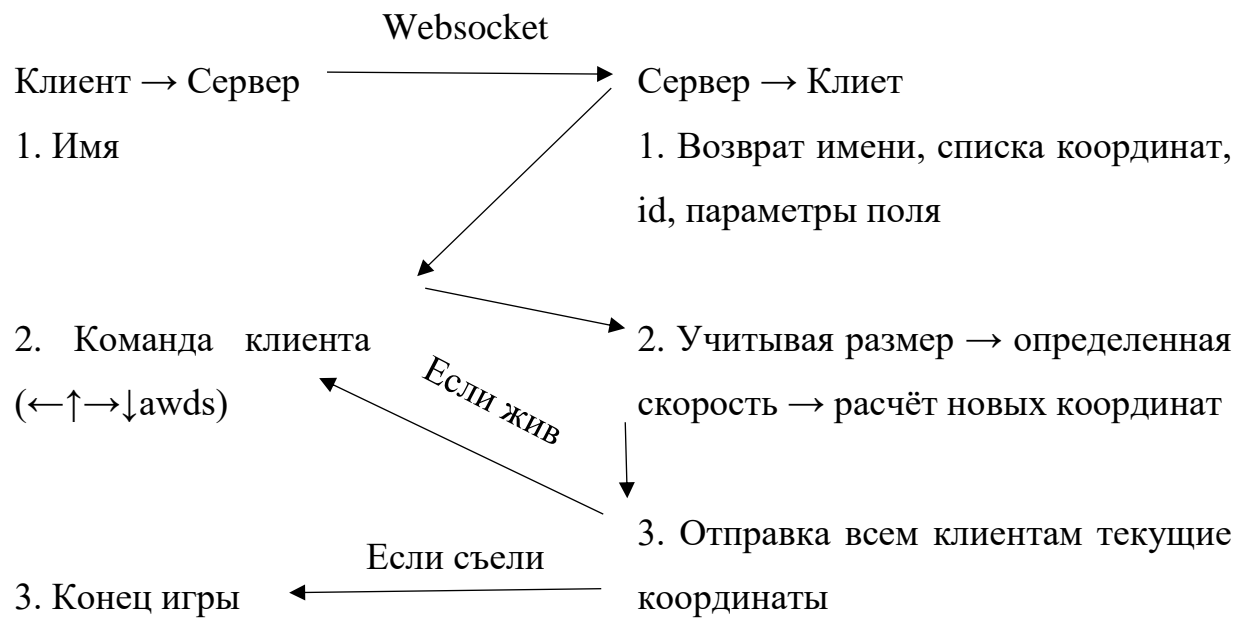 Websocket
Клиент → Сервер
1. Имя
Сервер → Клиет
1. Возврат имени, списка координат,
id, параметры поля
2. Команда клиента
(←↑→↓awds)
2. Учитывая размер → определенная
скорость → расчёт новых координат
Если жив
3. Отправка всем клиентам текущие
координаты
Если съели
3. Конец игры